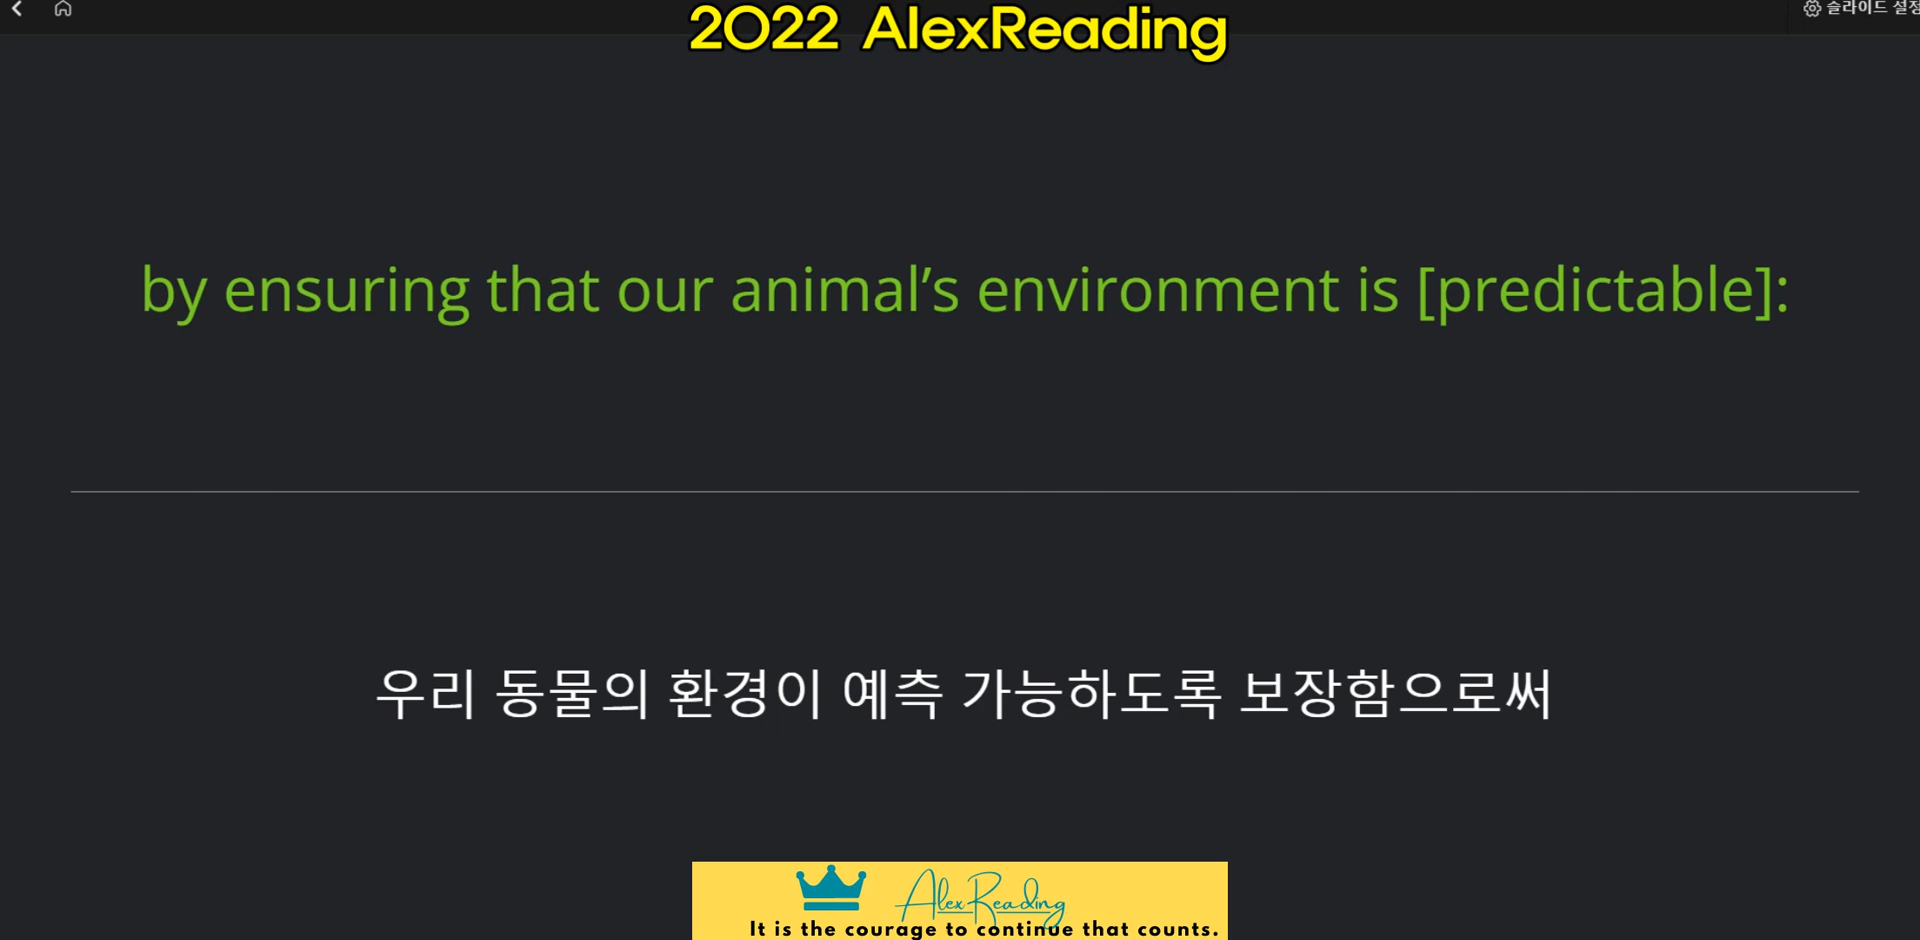 2022 AlexReading
슬라이드 설정
by ensuring that our animal’s environment is [predictable]:
우리 동물의 환경이 예측 가능하도록 보장함으로써
AlexReading
It is the courage to continue that counts.